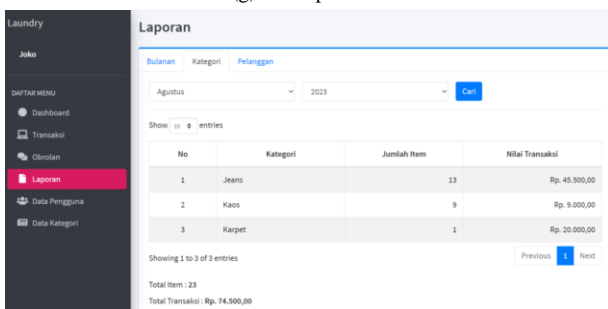 Laundry
Joko
DAFTAR MENU
Dashboard
Transaksi
Obrolan
Laporan
Data Pengguna
Data Kategori
Laporan
Bulanan Kategori Pelanggan
Agustus 2023 Cari
Show 10 entries
No Kategori Jumlah Item Nilai Transaksi
1 Jeans 13 Rp. 45.500,00
2 Kaos 9 Rp. 9.000,00
3 Karpet 1 Rp. 20.000,00
Showing 1 to 3 of 3 entries
Previous 1 Next
Total Item : 23
Total Transaksi : Rp. 74.500,00